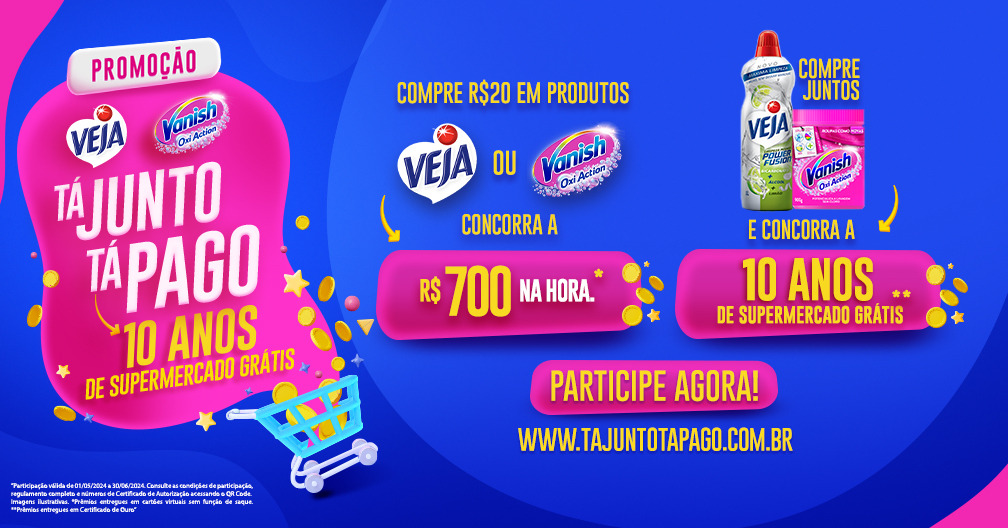 PROMOÇÃO
VEJA
Vanish
Oxi Action
TÁ JUNTO
TÁ PAGO
10 ANOS
DE SUPERMERCADO GRÁTIS
COMPRE R$20 EM PRODUTOS
VEJA OU Vanish
Oxi Action
CONCORRA A
R$ 700 NA HORA.*
COMPRE
JUNTOS
NOVO
VEJA
POWER
FUSION
BICARBONATO
+
ÁLCOOL
+
Vanish
Oxi Action
E CONCORRA A
10 ANOS
DE SUPERMERCADO GRÁTIS **
PARTICIPE AGORA!
WWW.TAJUNTOTAPAGO.COM.BR
*Participação válida de 01/05/2024 a 30/06/2024. Consulte as condições de participação,
regulamento completo e números de Certificado de Autorização acessando o QR Code.
Imagens ilustrativas. *Prêmios entregues em cartões virtuais sem função de saque.
**Prêmios entregues em Certificado de Ouro"